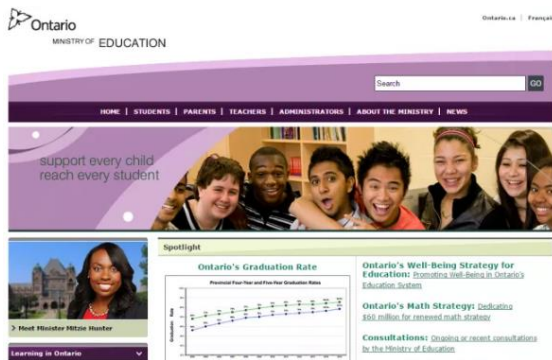 Ontario
Ontario.ca | Françai
MINISTRY OF EDUCATION
Search GO
HOME | STUDENTS | PARENTS | TEACHERS | ADMINISTRATORS | ABOUT THE MINISTRY | NEWS
support every child
reach every student
Spotlight
Ontario's Graduation Rate
Provincial Four-Year and Five-Year Graduation Rates
Graduation Rate
Ontario's Well-Being Strategy for
Education: Promoting Well-Being in Ontario's
Education System
Ontario's Math Strategy: Dedicating
$60 million for renewed math strategy
Consultations: Ongoing or recent consultations
by the Ministry of Education
> Meet Minister Mitzie Hunter
Learning in Ontario